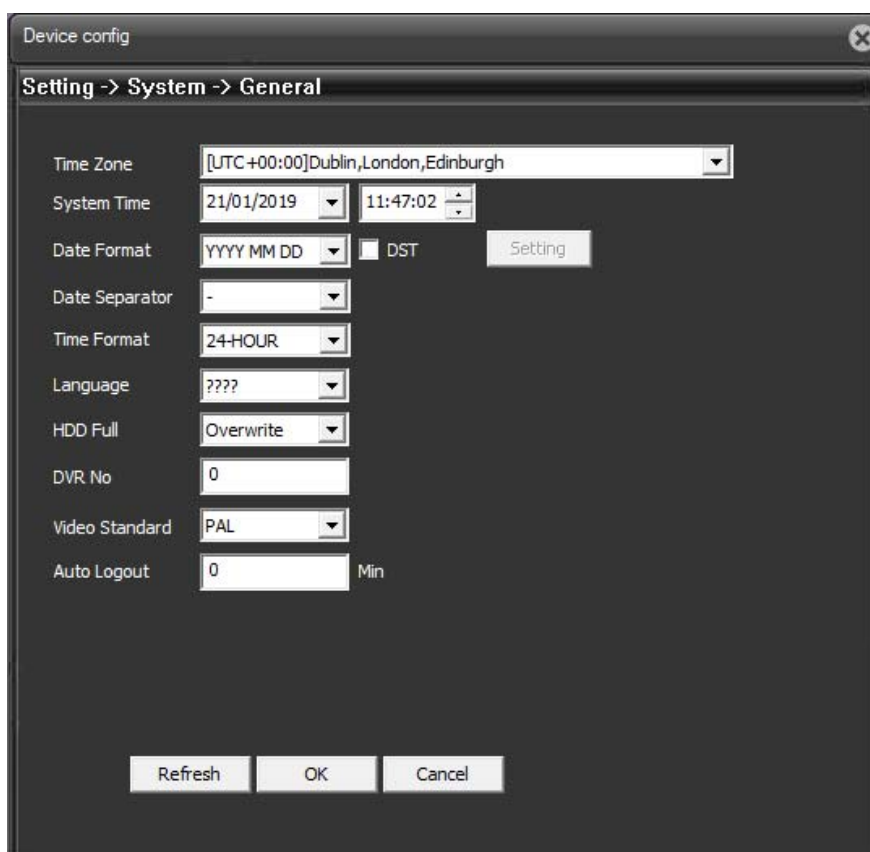 Device config
Setting -> System -> General
Time Zone [UTC+00:00]Dublin,London,Edinburgh
System Time 21/01/2019 11:47:02
Date Format YYYY MM DD DST Setting
Date Separator -
Time Format 24-HOUR
Language ????
HDD Full Overwrite
DVR No 0
Video Standard PAL
Auto Logout 0 Min
Refresh OK Cancel